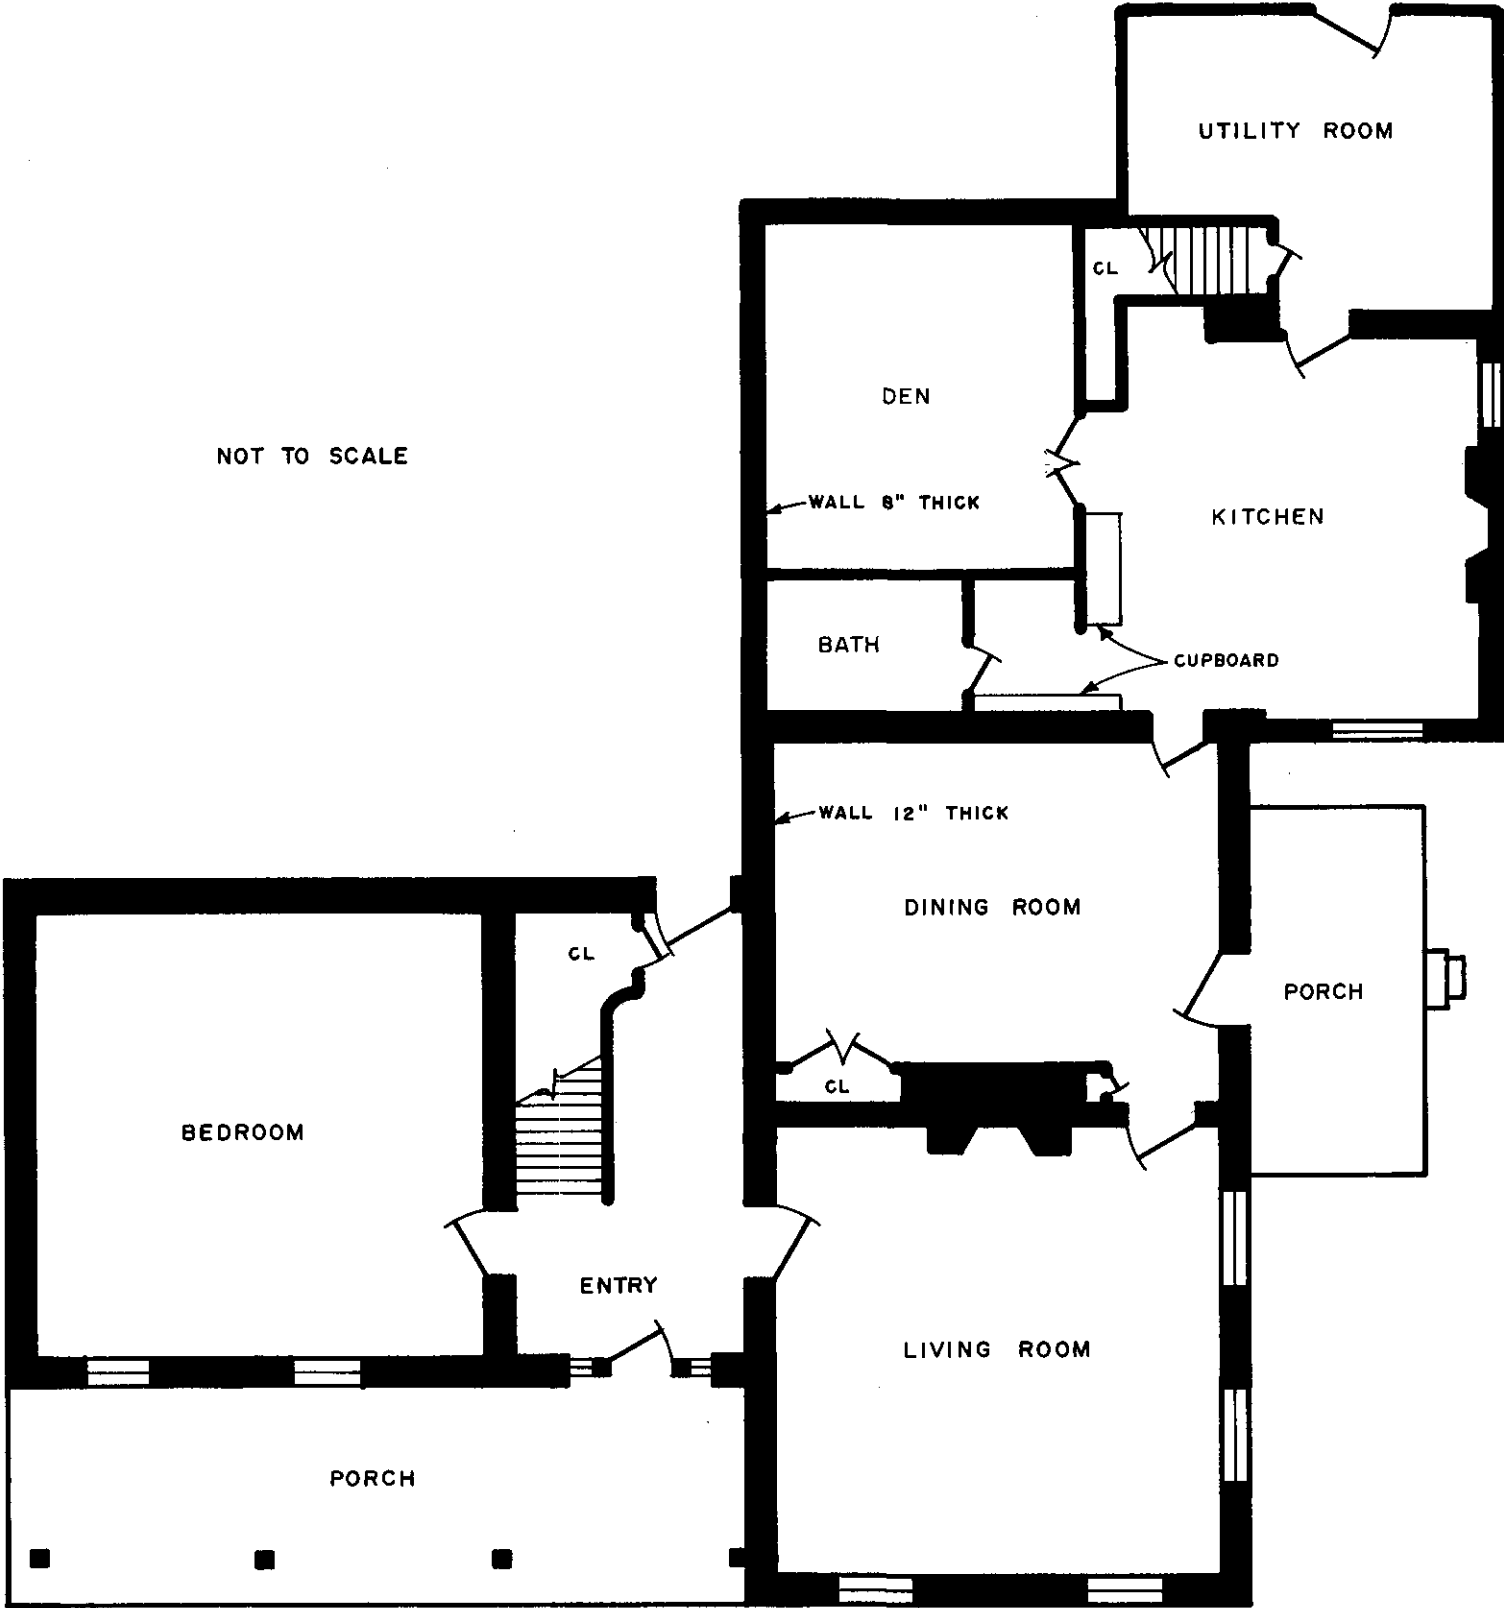 UTILITY ROOM
CL
DEN
NOT TO SCALE
WALL 8" THICK
KITCHEN
BATH
CUPBOARD
WALL 12" THICK
DINING ROOM
CL
PORCH
CL
BEDROOM
ENTRY
LIVING ROOM
PORCH